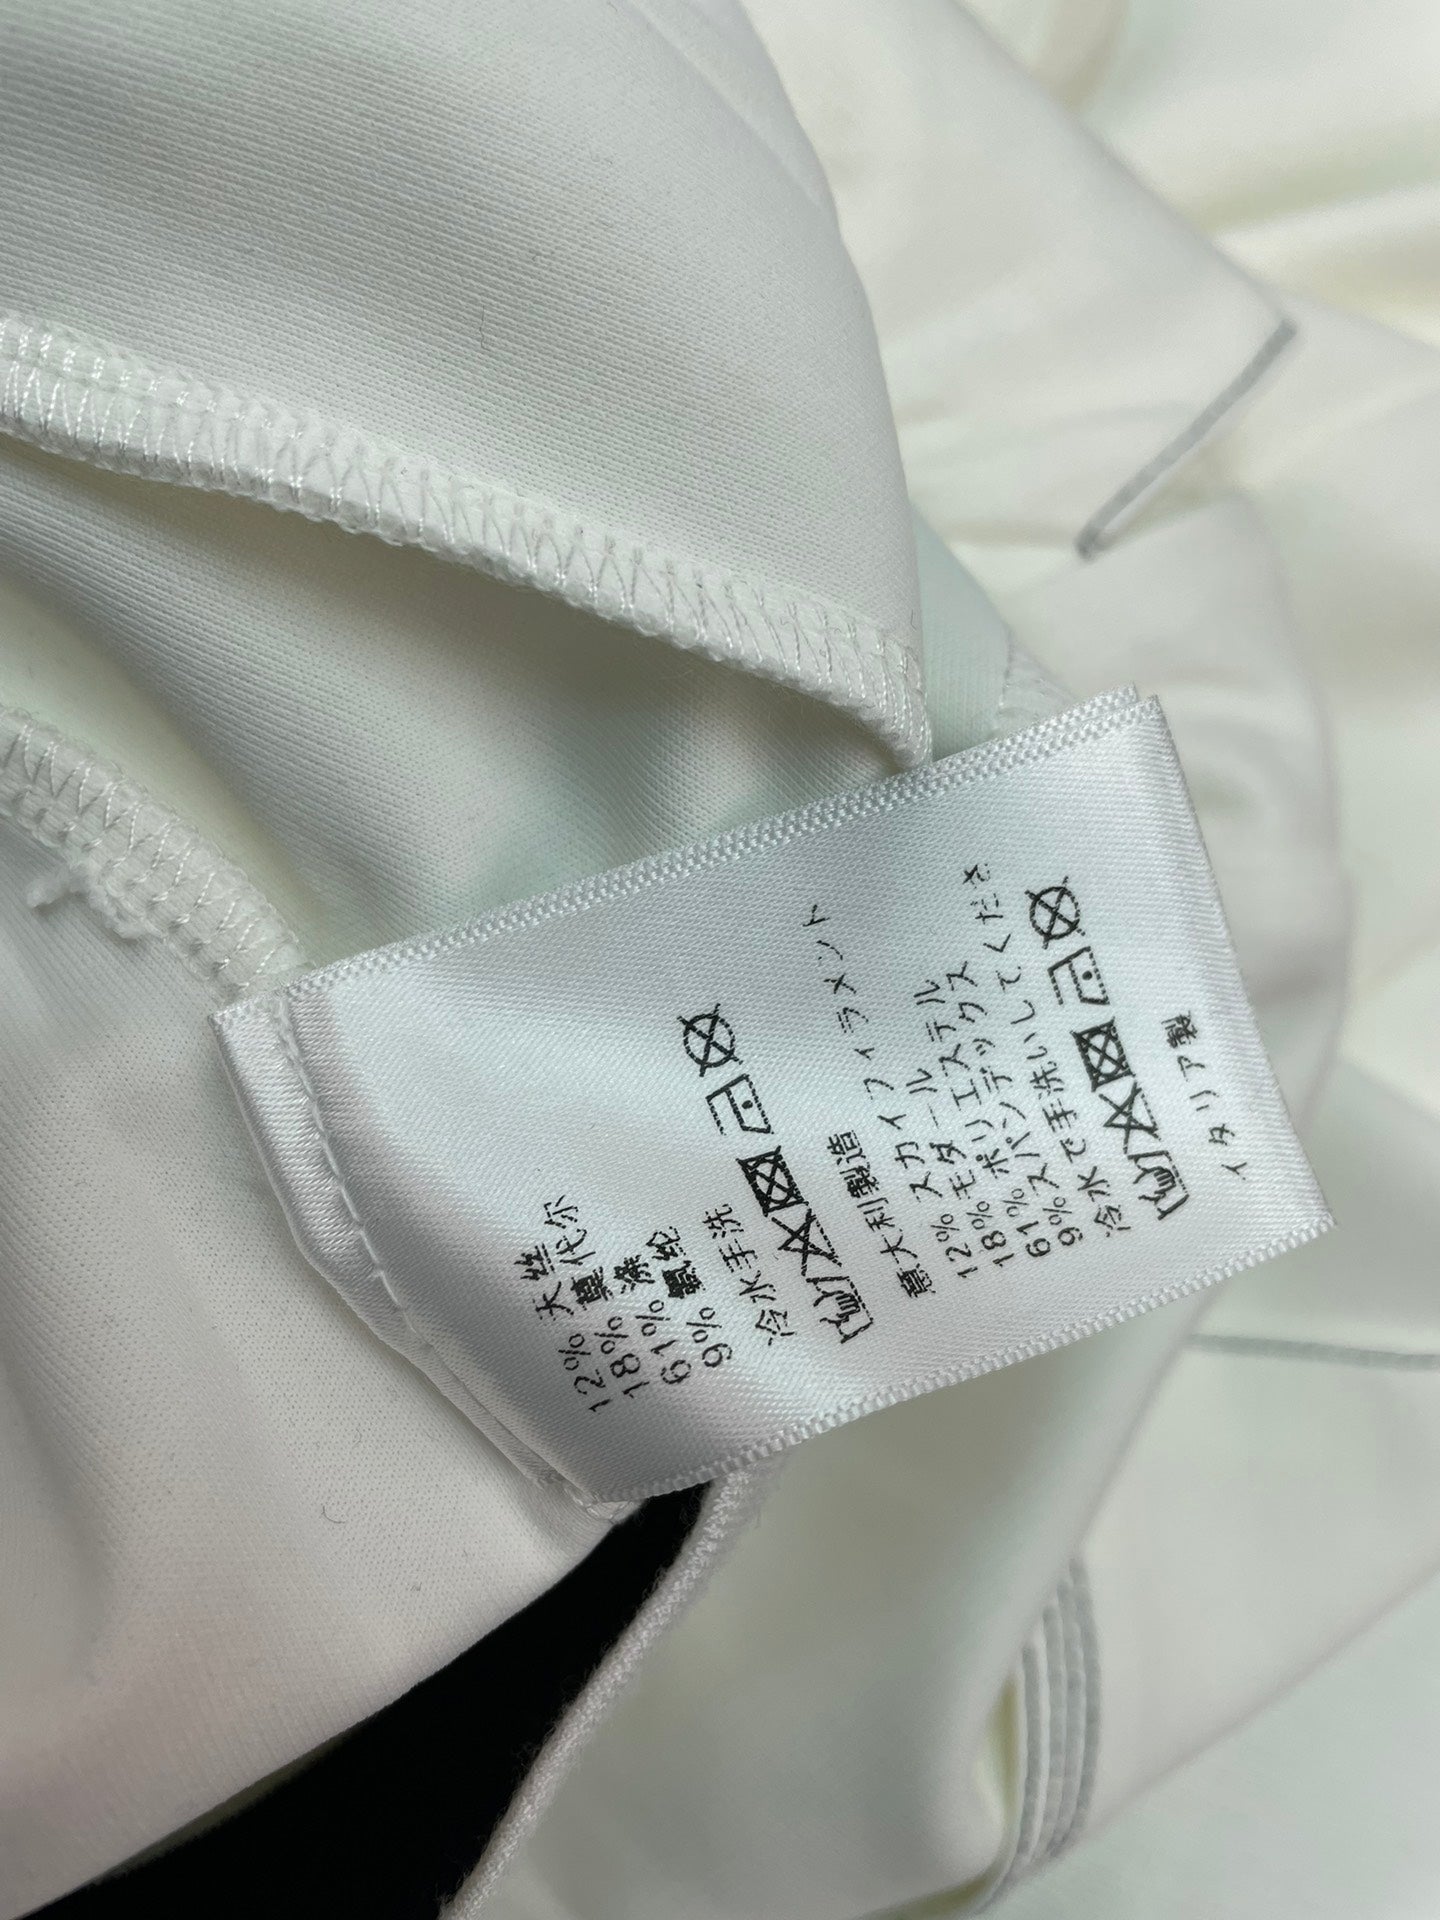 12% 天丝
18% 莫代尔
61% 涤
9% 氨纶
冷水手洗
意大利製造
12% スカイフィラメント
18% モダール
61% ポリエステル
9% スパンデックス
冷水で手洗いしてくださ
イタリア製